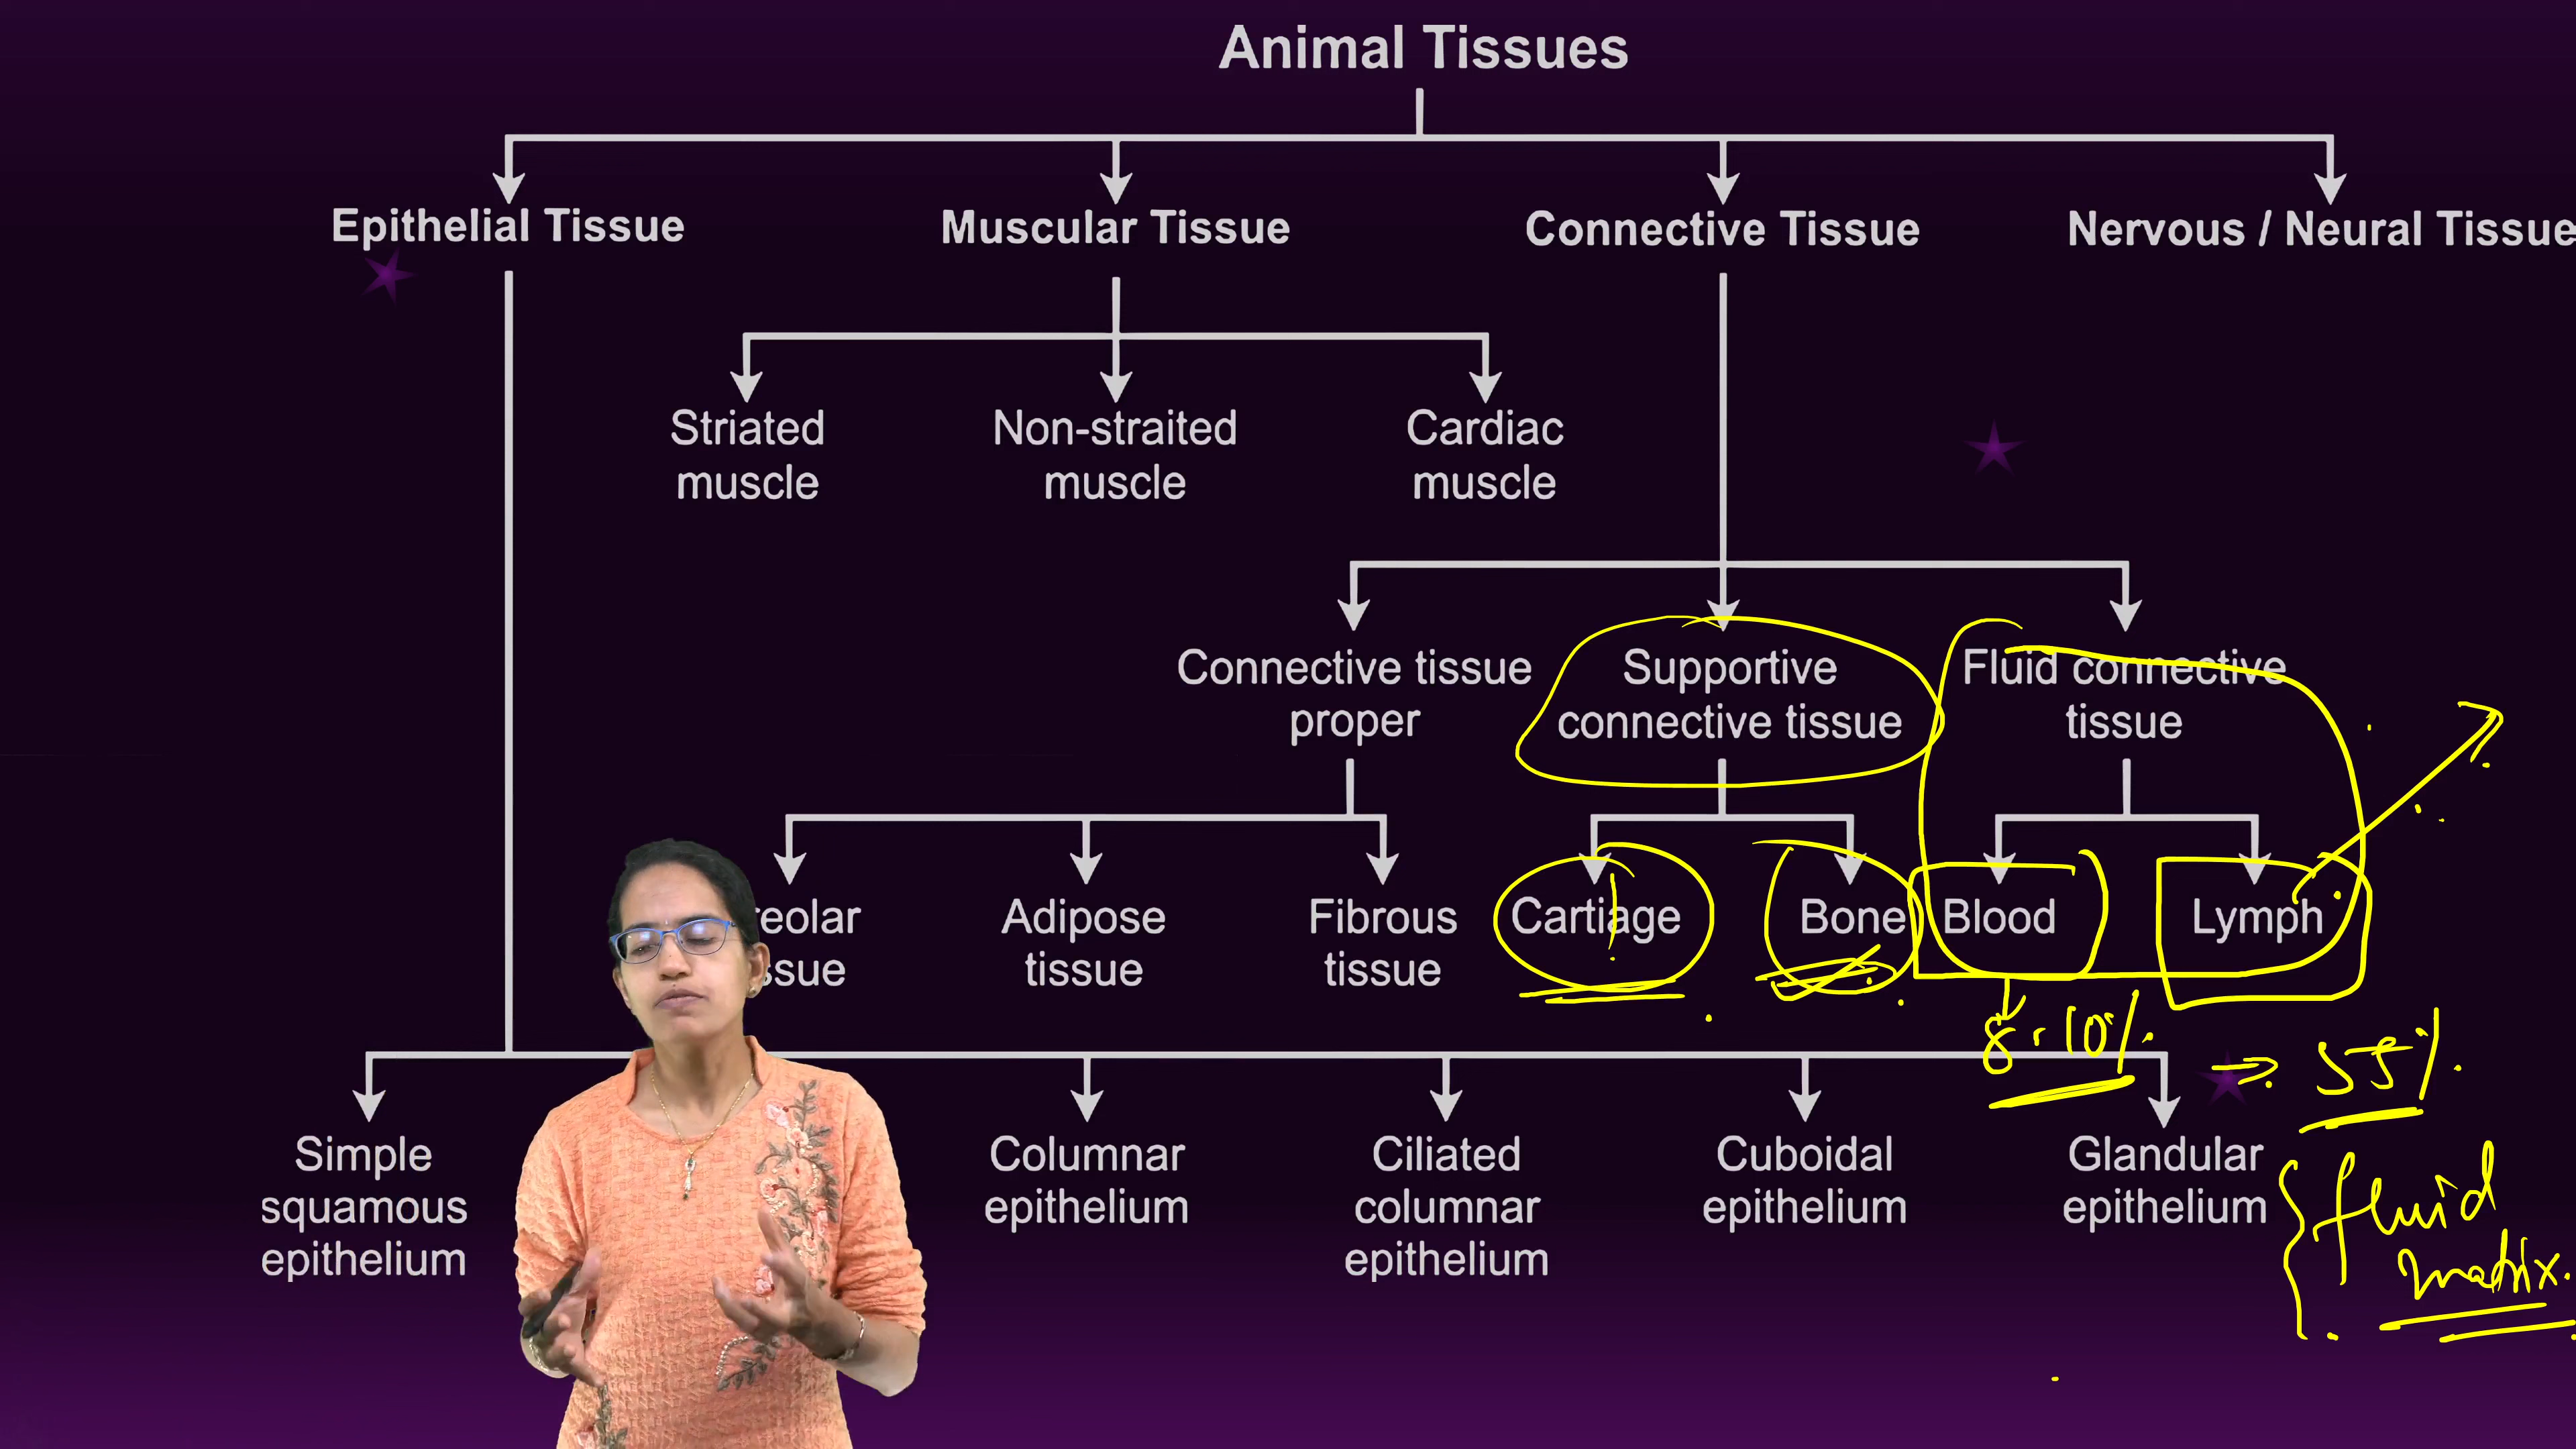 Animal Tissues
Epithelial Tissue
Muscular Tissue
Connective Tissue
Nervous / Neural Tissue
Striated
muscle
Non-straited
muscle
Cardiac
muscle
Connective tissue
proper
Supportive
connective tissue
Fluid connective
tissue
reolar
ssue
Adipose
tissue
Fibrous
tissue
Cartiage
Bone
Blood
Lymph
8-10%
⇒ 55%
fluid
matrix.
Simple
squamous
epithelium
Columnar
epithelium
Ciliated
columnar
epithelium
Cuboidal
epithelium
Glandular
epithelium